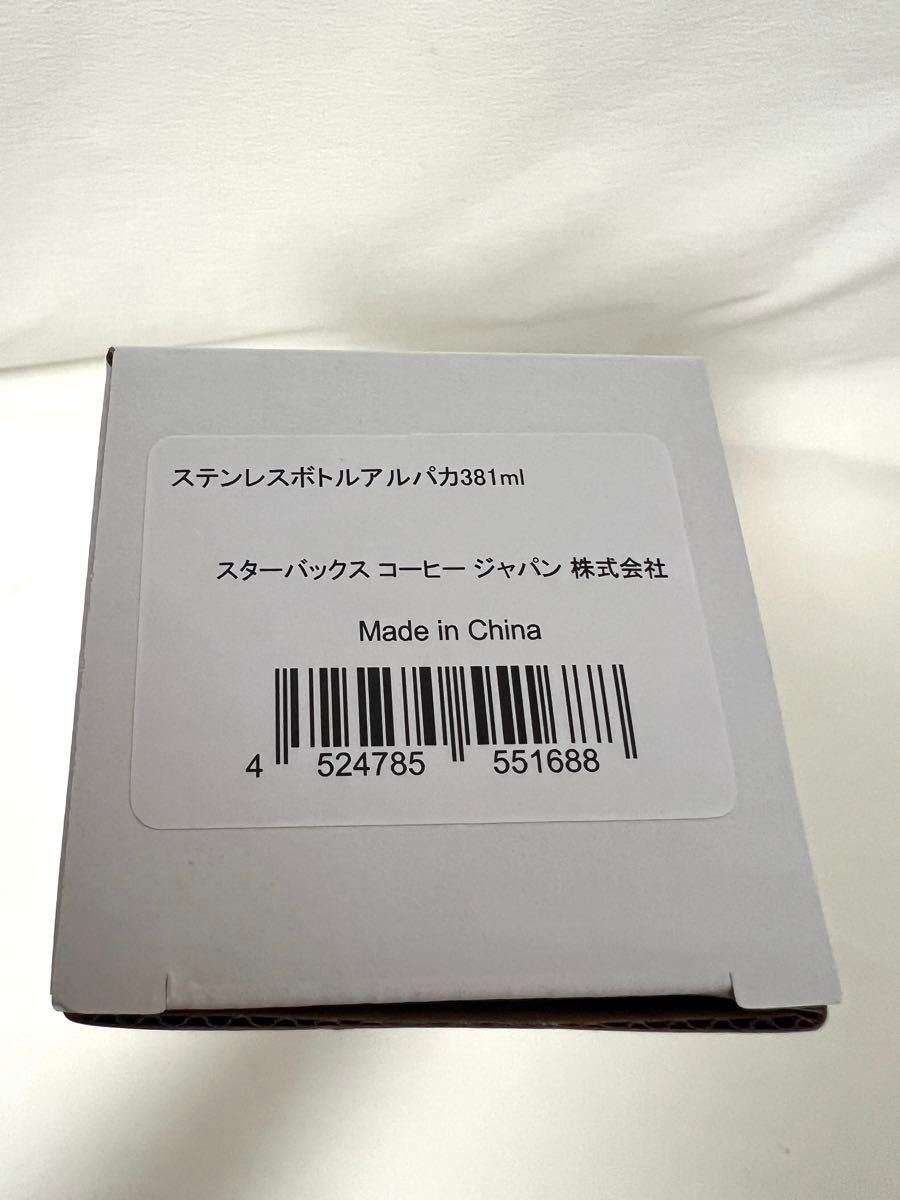 ステンレスボトルアルパカ381ml
スターバックス コーヒー ジャパン 株式会社
Made in China
4 524785 551688